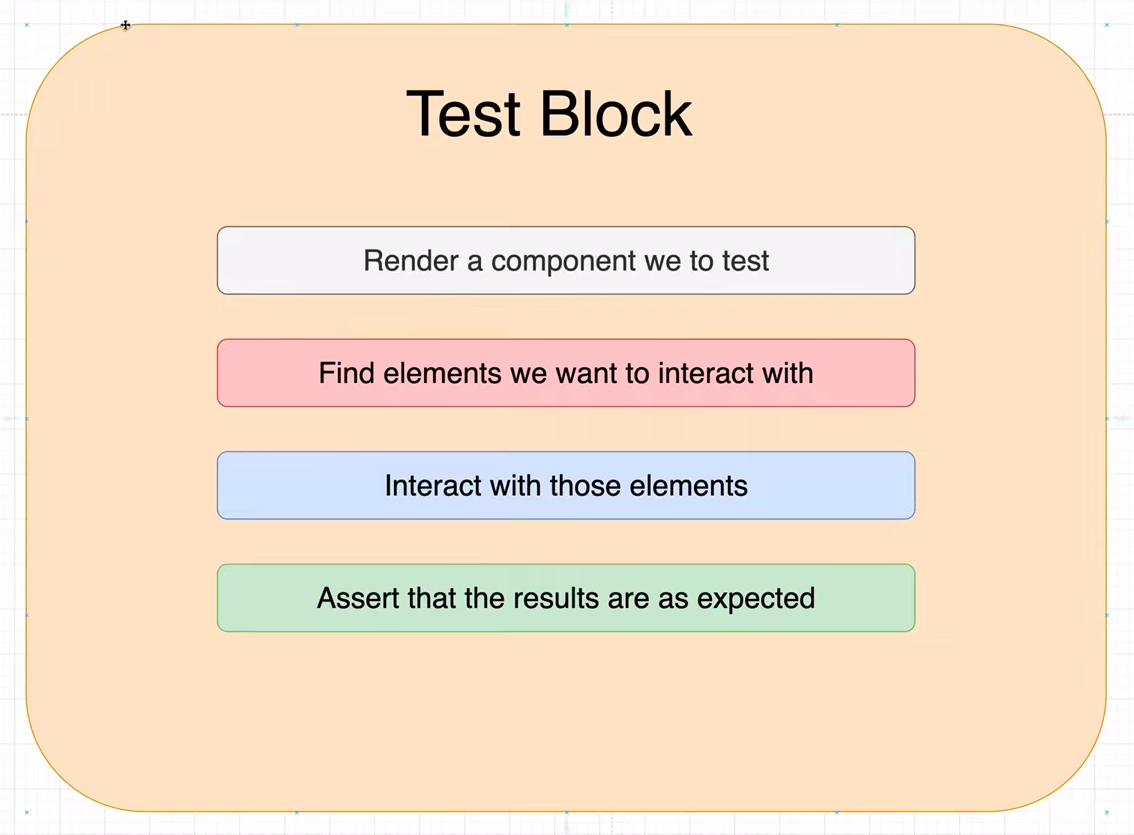 Test Block
Render a component we to test
Find elements we want to interact with
Interact with those elements
Assert that the results are as expected